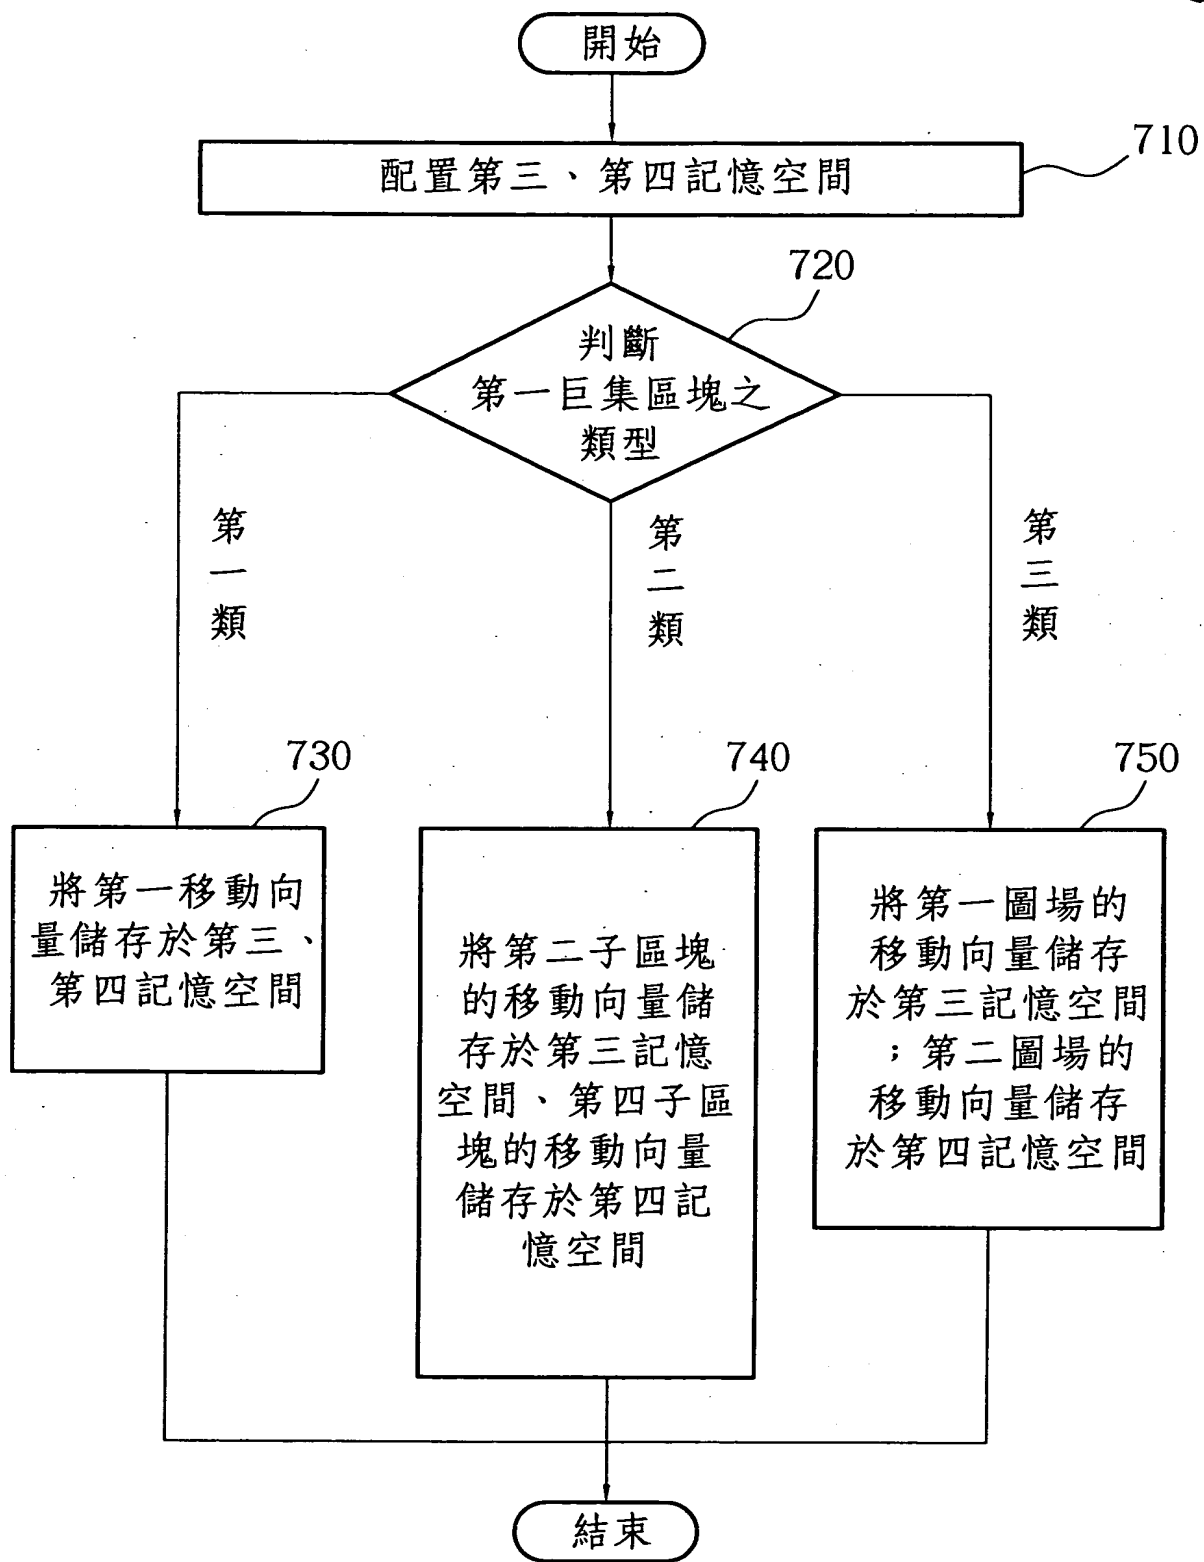 開始
710
配置第三、第四記憶空間
720
判斷
第一巨集區塊之
類型
第一類
第二類
第三類
730
將第一移動向
量儲存於第三、
第四記憶空間
740
將第二子區塊
的移動向量儲
存於第三記憶
空間、第四子區
塊的移動向量
儲存於第四記
憶空間
750
將第一圖場的
移動向量儲存
於第三記憶空間
；第二圖場的
移動向量儲存
於第四記憶空間
結束